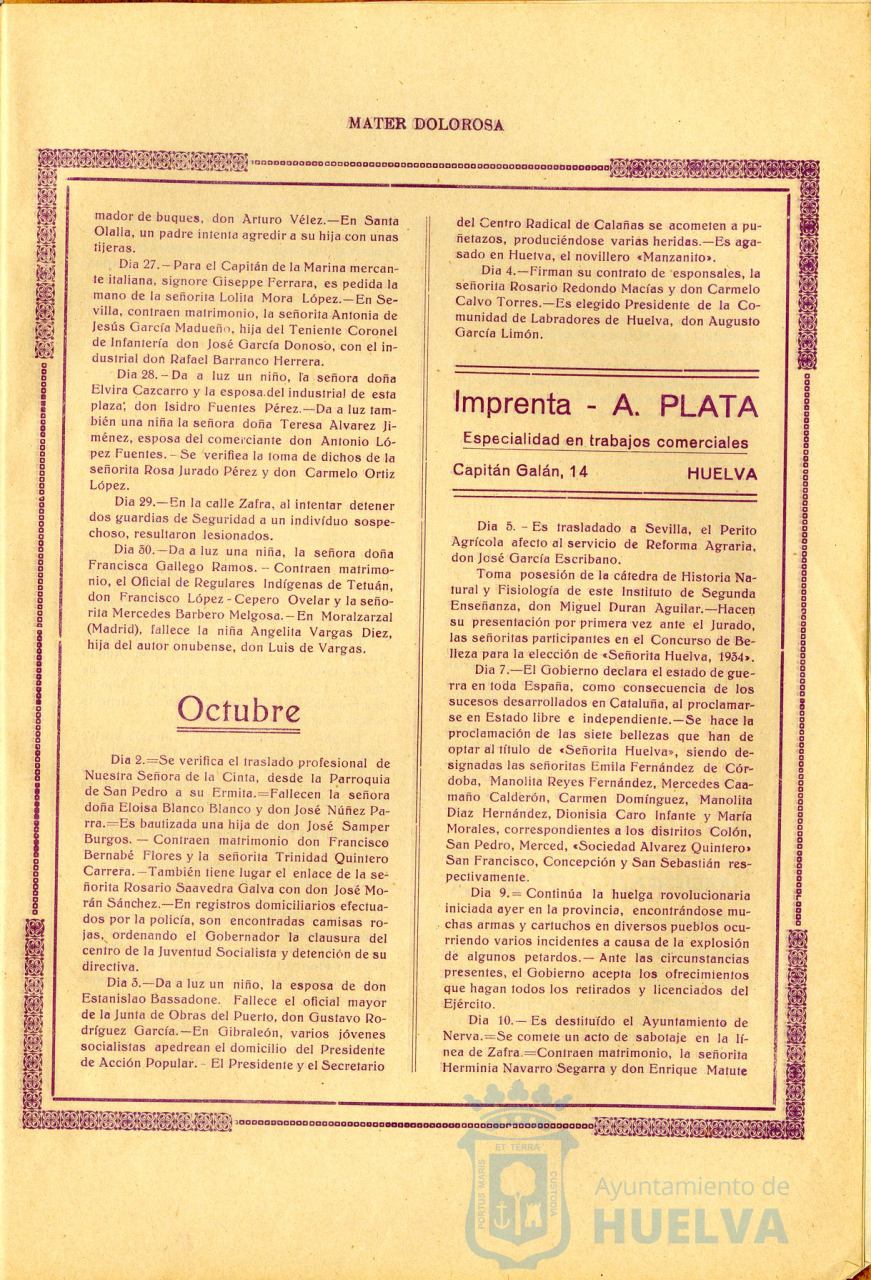 MATER DOLOROSA
mador de buques, don Arturo Vélez.—En Santa
Olalla, un padre intenta agredir a su hija con unas
tijeras.
Dia 27.—Para el Capitán de la Marina mercan-
te italiana, signore Giseppe Ferrara, es pedida la
mano de la señorita Lolita Mora López.—En Se-
villa, contraen matrimonio, la señorita Antonia de
Jesús García Madueño, hija del Teniente Coronel
de Infantería don José García Donoso, con el in-
dustrial don Rafael Barranco Herrera.
Dia 28.-Da a luz un niño, la señora doña
Elvira Cazcarro y la esposa del industrial de esta
plaza, don Isidro Fuentes Pérez.—Da a luz tam-
bién una niña la señora doña Teresa Alvarez Ji-
ménez, esposa del comerciante don Antonio Ló-
pez Fuentes.-Se verifica la toma de dichos de la
señorita Rosa Jurado Pérez y don Carmelo Ortiz
López.
Dia 29.—En la calle Zafra, al intentar detener
dos guardias de Seguridad a un indivíduo sospe-
choso, resultaron lesionados.
Dia 30.—Da a luz una niña, la señora doña
Francisca Gallego Ramos.-Contraen matrimo-
nio, el Oficial de Regulares Indígenas de Tetuán,
don Francisco López-Cepero Ovelar y la seño-
rita Mercedes Barbero Melgosa.-En Moralzarzal
(Madrid), fallece la niña Angelita Vargas Diez,
hija del autor onubense, don Luis de Vargas.
Octubre
Dia 2.=Se verifica el traslado profesional de
Nuestra Señora de la Cinta, desde la Parroquia
de San Pedro a su Ermita.=Fallecen la señora
doña Eloisa Blanco Blanco y don José Núñez Pa-
rra.=Es bautizada una hija de don José Samper
Burgos.—Contraen matrimonio don Francisco
Bernabé Flores y la señorita Trinidad Quintero
Carrera.—También tiene lugar el enlace de la se-
ñorita Rosario Saavedra Galva con don José Mo-
rán Sánchez.—En registros domiciliarios efectua-
dos por la policía, son encontradas camisas ro-
jas, ordenando el Gobernador la clausura del
centro de la Juventud Socialista y detención de su
directiva.
Dia 3.—Da a luz un niño, la esposa de don
Estanislao Bassadone. Fallece el oficial mayor
de la Junta de Obras del Puerto, don Gustavo Ro-
dríguez García.—En Gibraleón, varios jóvenes
socialistas apedrean el domicilio del Presidente
de Acción Popular.-El Presidente y el Secretario
del Centro Radical de Calañas se acometen a pu-
ñetazos, produciéndose varias heridas.—Es aga-
sado en Huelva, el novillero «Manzanito».
Dia 4.—Firman su contrato de esponsales, la
señorita Rosario Redondo Macías y don Carmelo
Calvo Torres.—Es elegido Presidente de la Co-
munidad de Labradores de Huelva, don Augusto
García Limón.
Imprenta - A. PLATA
Especialidad en trabajos comerciales
Capitán Galán, 14 HUELVA
Dia 5.-Es trasladado a Sevilla, el Perito
Agrícola afecto al servicio de Reforma Agraria,
don José García Escribano.
Toma posesión de la cátedra de Historia Na-
tural y Fisiología de este Instituto de Segunda
Enseñanza, don Miguel Duran Aguilar.—Hacen
su presentación por primera vez ante el Jurado,
las señoritas participantes en el Concurso de Be-
lleza para la elección de «Señorita Huelva, 1934».
Dia 7.—El Gobierno declara el estado de gue-
rra en toda España, como consecuencia de los
sucesos desarrollados en Cataluña, al proclamar-
se en Estado libre e independiente.—Se hace la
proclamación de las siete bellezas que han de
optar al título de «Señorita Huelva», siendo de-
signadas las señoritas Emila Fernández de Cór-
doba, Manolita Reyes Fernández, Mercedes Caa-
maño Calderón, Carmen Domínguez, Manolita
Diaz Hernández, Dionisia Caro Infante y María
Morales, correspondientes a los distritos Colón,
San Pedro, Merced, «Sociedad Alvarez Quintero»
San Francisco, Concepción y San Sebastián res-
pectivamente.
Dia 9.=Continúa la huelga rovolucionaria
iniciada ayer en la provincia, encontrándose mu-
chas armas y cartuchos en diversos pueblos ocu-
rriendo varios incidentes a causa de la explosión
de algunos petardos.—Ante las circunstancias
presentes, el Gobierno acepta los ofrecimientos
que hagan todos los retirados y licenciados del
Ejército.
Dia 10.—Es destituído el Ayuntamiento de
Nerva.=Se comete un acto de sabotaje en la lí-
nea de Zafra.=Contraen matrimonio, la señorita
Herminia Navarro Segarra y don Enrique Matute
ET TERRA
PORTUS MARIS
CUSTODIA
Ayuntamiento de
HUELVA